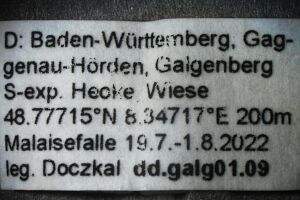 D: Baden-Württemberg, Gag-
genau-Hörden, Galgenberg
S-exp. Hecke, Wiese
48.77715°N 8.34717°E 200m
Malaisefalle 19.7.-1.8.2022
leg. Doczkal dd.galg01.09